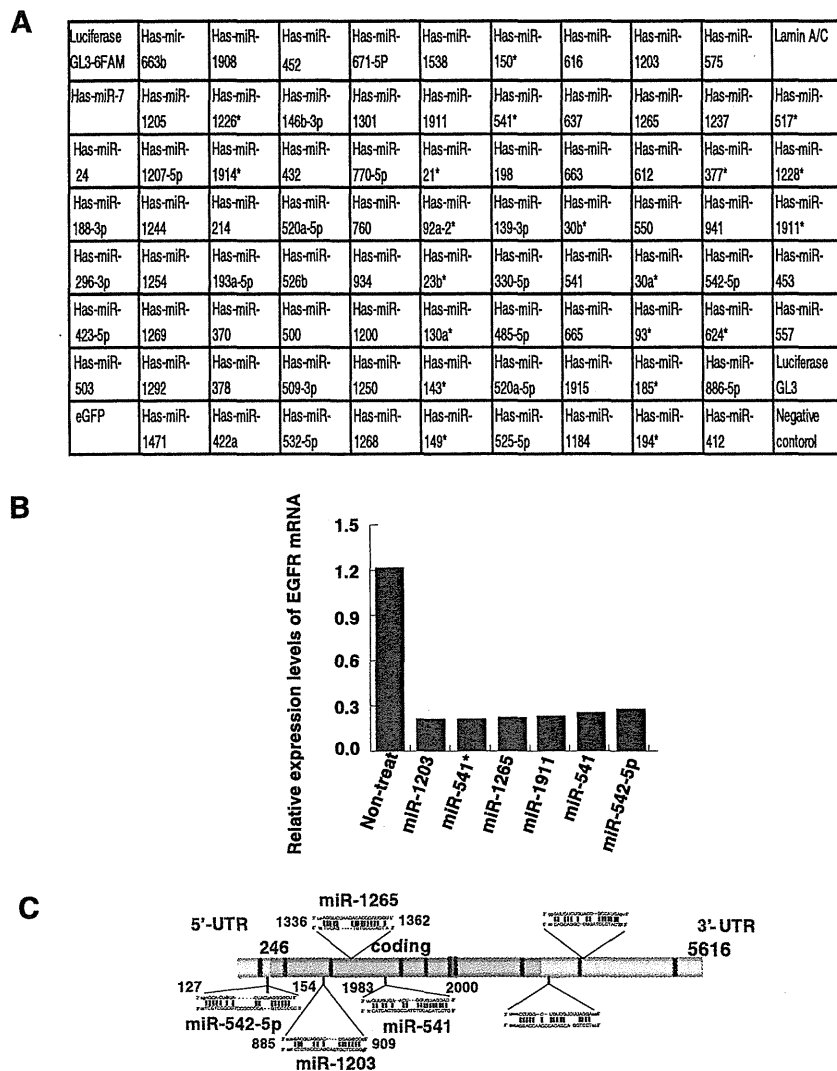 A
Luciferase GL3-6FAM Has-mir-663b Has-miR-1908 Has-miR-452 Has-miR-671-5P Has-miR-1538 Has-miR-150* Has-miR-616 Has-miR-1203 Has-miR-575 Lamin A/C
Has-miR-7 Has-miR-1205 Has-miR-1226* Has-miR-146b-3p Has-miR-1301 Has-miR-1911 Has-miR-541* Has-miR-637 Has-miR-1265 Has-miR-1237 Has-miR-517*
Has-miR-24 Has-miR-1207-5p Has-miR-1914* Has-miR-432 Has-miR-770-5p Has-miR-21* Has-miR-198 Has-miR-663 Has-miR-612 Has-miR-377* Has-miR-1228*
Has-miR-188-3p Has-miR-1244 Has-miR-214 Has-miR-520a-5p Has-miR-760 Has-miR-92a-2* Has-miR-139-3p Has-miR-30b* Has-miR-550 Has-miR-941 Has-miR-1911*
Has-miR-296-3p Has-miR-1254 Has-miR-193a-5p Has-miR-526b Has-miR-934 Has-miR-23b* Has-miR-330-5p Has-miR-541 Has-miR-30a* Has-miR-542-5p Has-miR-453
Has-miR-423-5p Has-miR-1269 Has-miR-370 Has-miR-500 Has-miR-1200 Has-miR-130a* Has-miR-485-5p Has-miR-665 Has-miR-93* Has-miR-624* Has-miR-557
Has-miR-503 Has-miR-1292 Has-miR-378 Has-miR-509-3p Has-miR-1250 Has-miR-143* Has-miR-520a-5p Has-miR-1915 Has-miR-185* Has-miR-886-5p Luciferase GL3
eGFP Has-miR-1471 Has-miR-422a Has-miR-532-5p Has-miR-1268 Has-miR-149* Has-miR-525-5p Has-miR-1184 Has-miR-194* Has-miR-412 Negative contorol
B
Relative expression levels of EGFR mRNA
1.5
1.2
0.9
0.6
0.3
0.0
Non-treat miR-1203 miR-541* miR-1265 miR-1911 miR-541 miR-542-5p
C
miR-1265
5'-UTR 1336 1362 3'-UTR
246 coding 5616
127 154 1983 2000
miR-542-5p miR-541
885 909
miR-1203